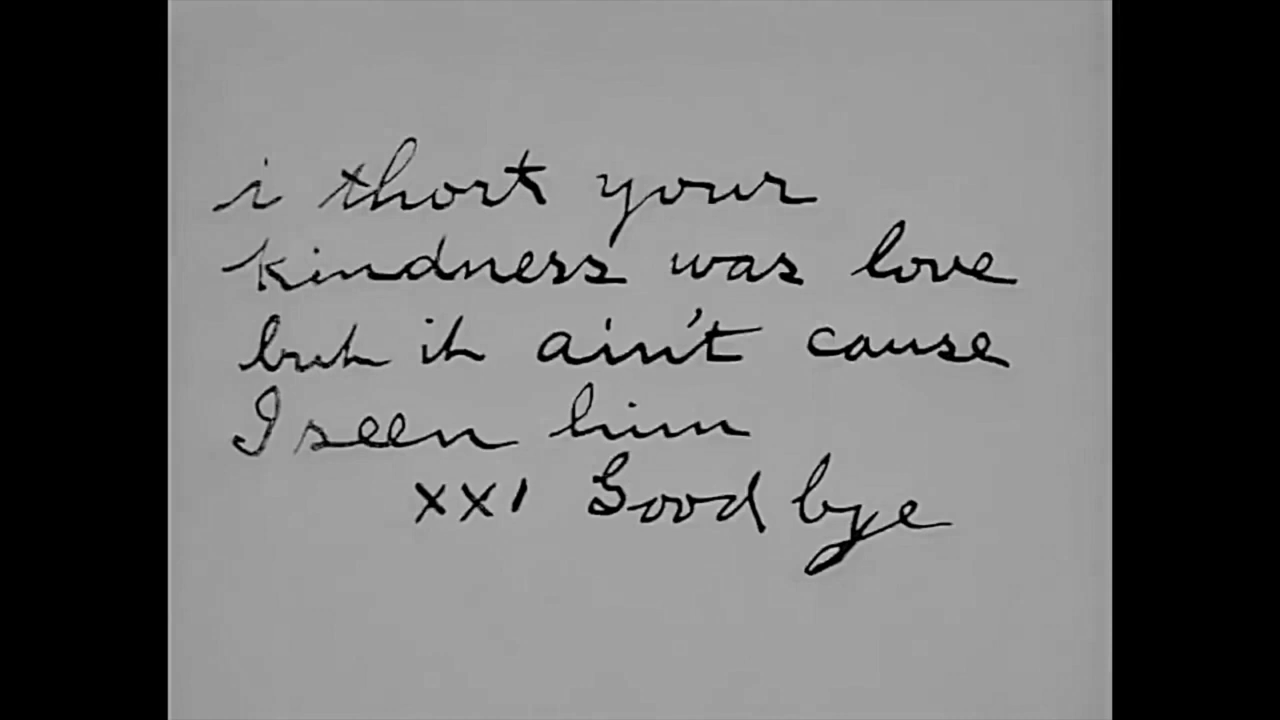 i thort your
kindness was love
but it ain't cause
I seen him
XX1 Good bye